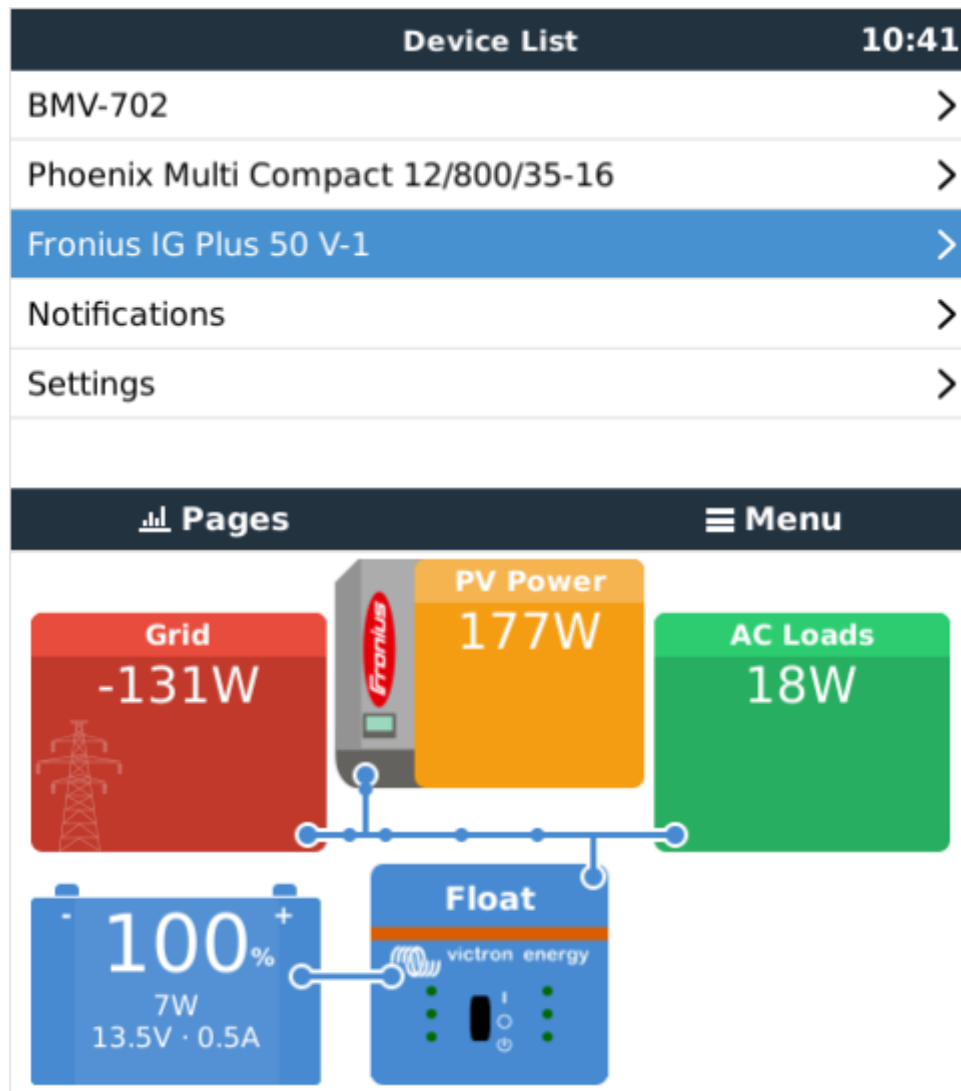 Device List 10:41
BMV-702
Phoenix Multi Compact 12/800/35-16
Fronius IG Plus 50 V-1
Notifications
Settings
Pages Menu
PV Power
177W
Grid
-131W
Fronius
AC Loads
18W
Float
- +
100%
7W
13.5V · 0.5A
victron energy